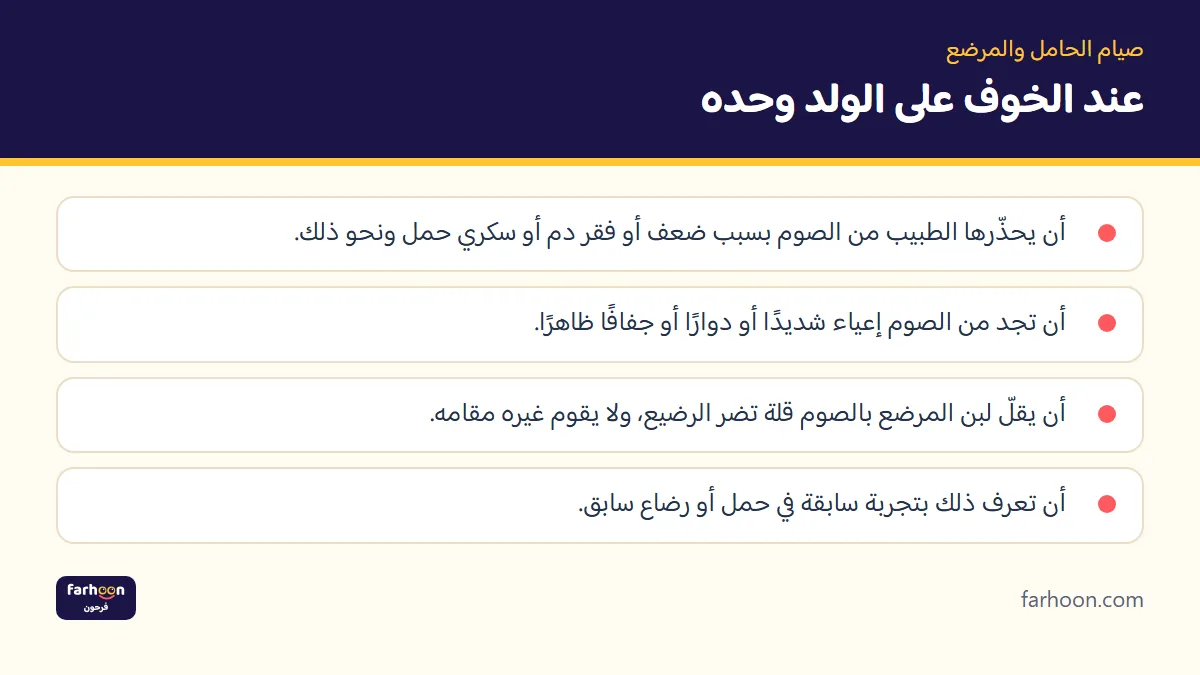 صيام الحامل والمرضع
عند الخوف على الولد وحده
أن يحذّرها الطبيب من الصوم بسبب ضعف أو فقر دم أو سكري حمل ونحو ذلك.
أن تجد من الصوم إعياء شديدًا أو دوارًا أو جفافًا ظاهرًا.
أن يقلّ لبن المرضع بالصوم قلة تضر الرضيع، ولا يقوم غيره مقامه.
أن تعرف ذلك بتجربة سابقة في حمل أو رضاع سابق.
farhoon.com
farhoon
فرحون